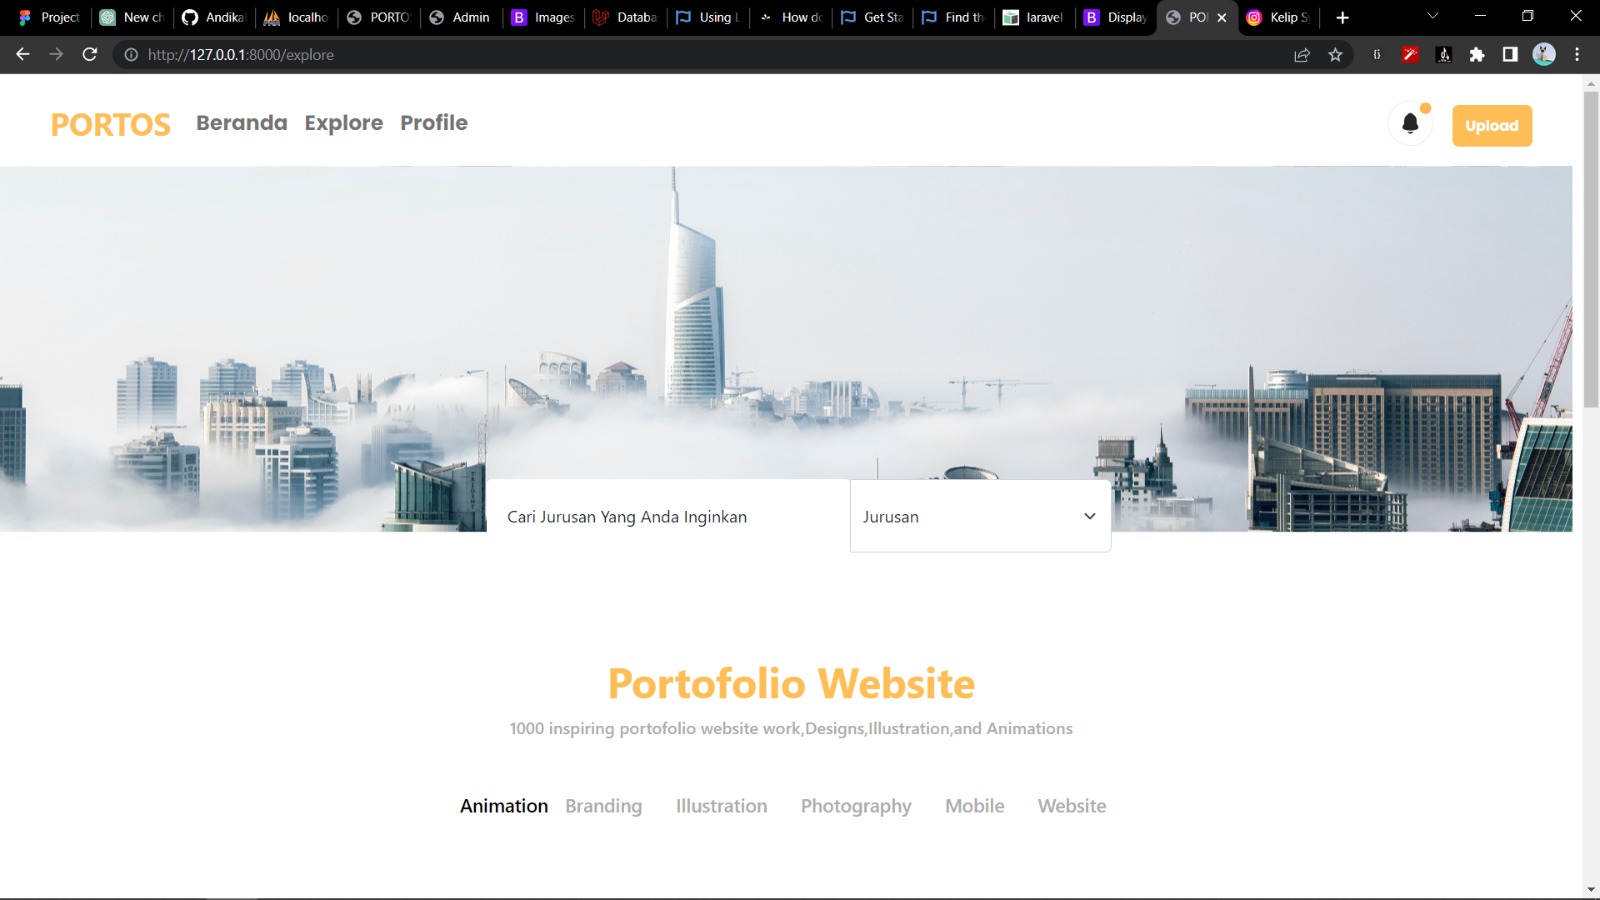 Project
New ch
Andika
localho
PORTO
Admin
Images
Databa
Using L
How do
Get Sta
Find th
laravel
Display
PO
Kelip S
http://127.0.0.1:8000/explore
PORTOS Beranda Explore Profile
Upload
Cari Jurusan Yang Anda Inginkan
Jurusan
Portofolio Website
1000 inspiring portofolio website work,Designs,Illustration,and Animations
Animation Branding Illustration Photography Mobile Website